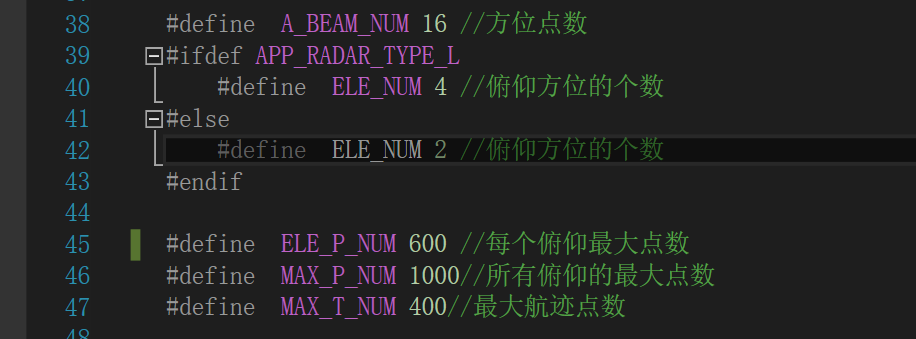 38 #define  A_BEAM_NUM 16 //方位点数
39 #ifdef APP_RADAR_TYPE_L
40     #define  ELE_NUM 4 //俯仰方位的个数
41 #else
42     #define  ELE_NUM 2 //俯仰方位的个数
43 #endif
44
45 #define  ELE_P_NUM 600 //每个俯仰最大点数
46 #define  MAX_P_NUM 1000//所有俯仰的最大点数
47 #define  MAX_T_NUM 400//最大航迹点数
48